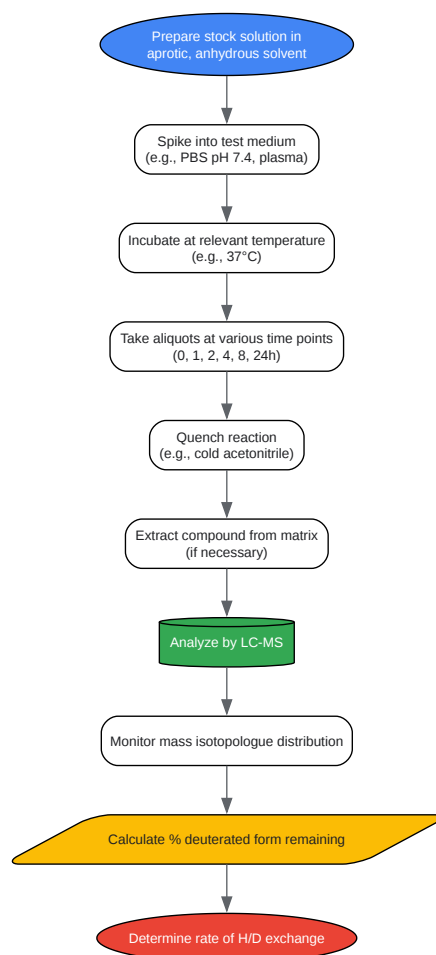 Prepare stock solution in
aprotic, anhydrous solvent
Spike into test medium
(e.g., PBS pH 7.4, plasma)
Incubate at relevant temperature
(e.g., 37°C)
Take aliquots at various time points
(0, 1, 2, 4, 8, 24h)
Quench reaction
(e.g., cold acetonitrile)
Extract compound from matrix
(if necessary)
Analyze by LC-MS
Monitor mass isotopologue distribution
Calculate % deuterated form remaining
Determine rate of H/D exchange